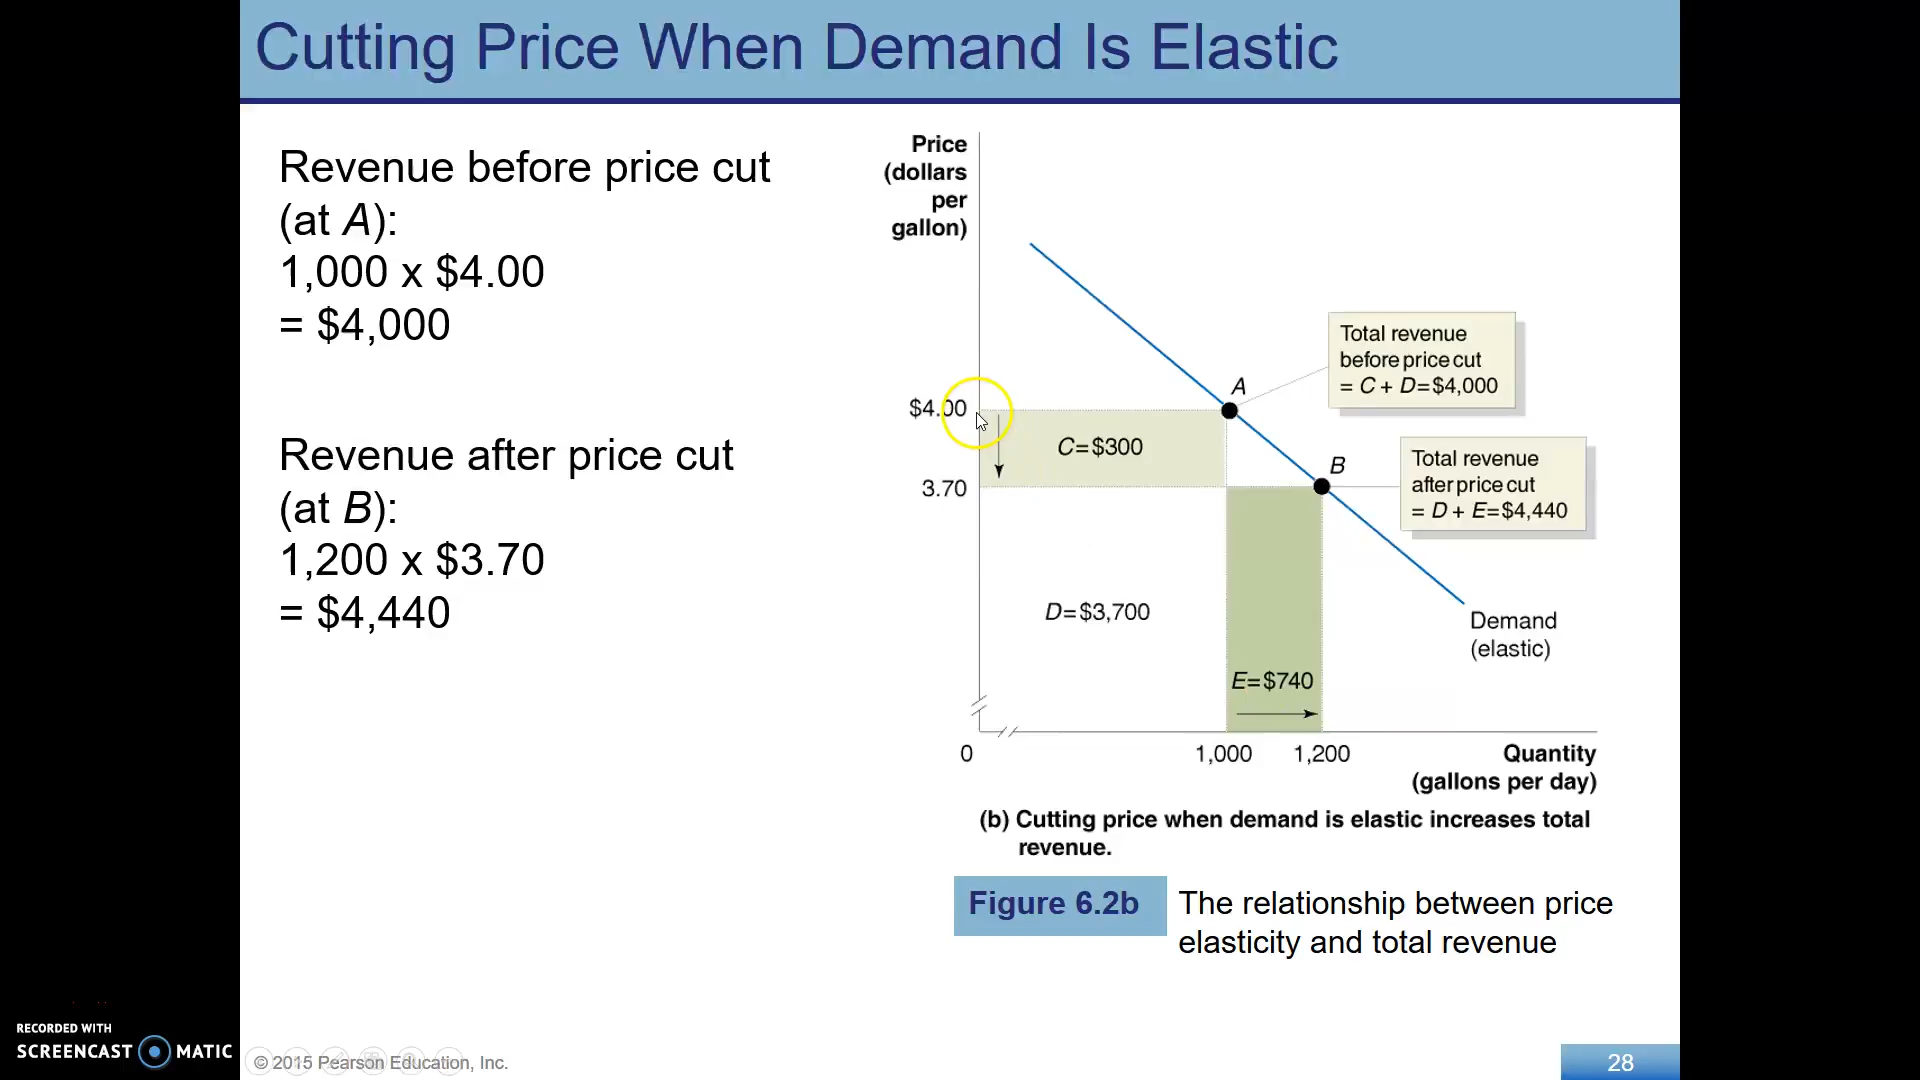 Cutting Price When Demand Is Elastic
Revenue before price cut
(at A):
1,000 x $4.00
= $4,000
Revenue after price cut
(at B):
1,200 x $3.70
= $4,440
Price
(dollars
per
gallon)
$4.00
3.70
C=$300
D=$3,700
E=$740
A
B
Total revenue
before price cut
= C + D=$4,000
Total revenue
after price cut
= D + E=$4,440
Demand
(elastic)
0
1,000
1,200
Quantity
(gallons per day)
(b) Cutting price when demand is elastic increases total
revenue.
Figure 6.2b
The relationship between price
elasticity and total revenue
RECORDED WITH
SCREENCAST MATIC
© 2015 Pearson Education, Inc.
28